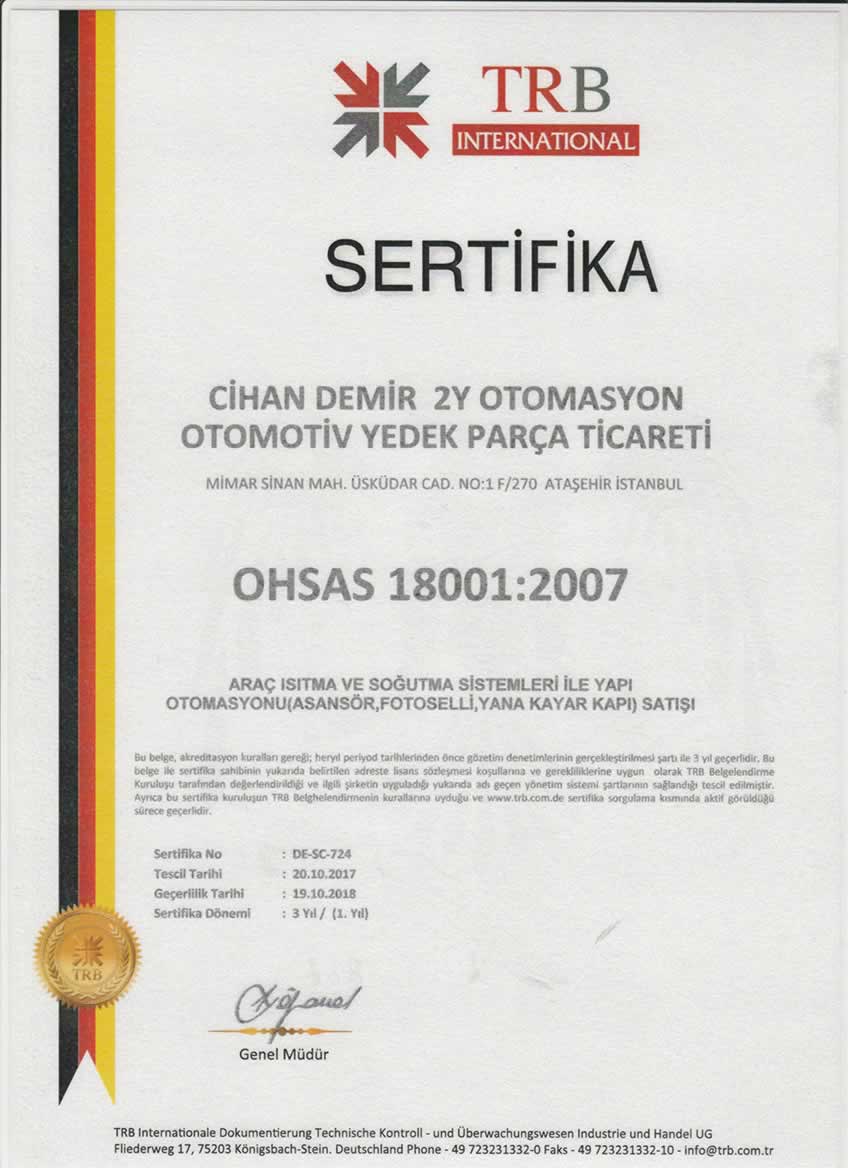 TRB
INTERNATIONAL
SERTİFİKA
CİHAN DEMİR 2Y OTOMASYON
OTOMOTİV YEDEK PARÇA TİCARETİ
MİMAR SİNAN MAH. ÜSKÜDAR CAD. NO:1 F/270 ATAŞEHİR İSTANBUL
OHSAS 18001:2007
ARAÇ ISITMA VE SOĞUTMA SİSTEMLERİ İLE YAPI
OTOMASYONU(ASANSÖR,FOTOSELLİ,YANA KAYAR KAPI) SATIŞI
Bu belge, akreditasyon kuralları gereği; heryıl periyod tarihlerinden önce gözetim denetimlerinin gerçekleştirilmesi şartı ile 3 yıl geçerlidir. Bu
belge ile sertifika sahibinin yukarıda belirtilen adreste lisans sözleşmesi koşullarına ve gerekliliklerine uygun olarak TRB Belgelendirme
Kuruluşu tarafından değerlendirildiği ve ilgili şirketin uyguladığı yukarıda adı geçen yönetim sistemi şartlarının sağlandığı tescil edilmiştir.
Ayrıca bu sertifika kuruluşun TRB Belghelendirmenin kurallarına uyduğu ve www.trb.com.de sertifika sorgulama kısmında aktif görüldüğü
sürece geçerlidir.
Sertifika No : DE-SC-724
Tescil Tarihi : 20.10.2017
Geçerlilik Tarihi : 19.10.2018
Sertifika Dönemi : 3 Yıl / (1. Yıl)
TRB
Genel Müdür
TRB Internationale Dokumentierung Technische Kontroll - und Überwachungswesen Industrie und Handel UG
Fliederweg 17, 75203 Königsbach-Stein. Deutschland Phone - 49 723231332-0 Faks - 49 723231332-10 - info@trb.com.tr